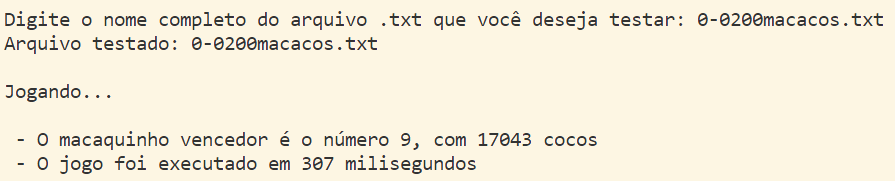 Digite o nome completo do arquivo .txt que você deseja testar: 0-0200macacos.txt
Arquivo testado: 0-0200macacos.txt
Jogando...
- O macaquinho vencedor é o número 9, com 17043 cocos
- O jogo foi executado em 307 milisegundos